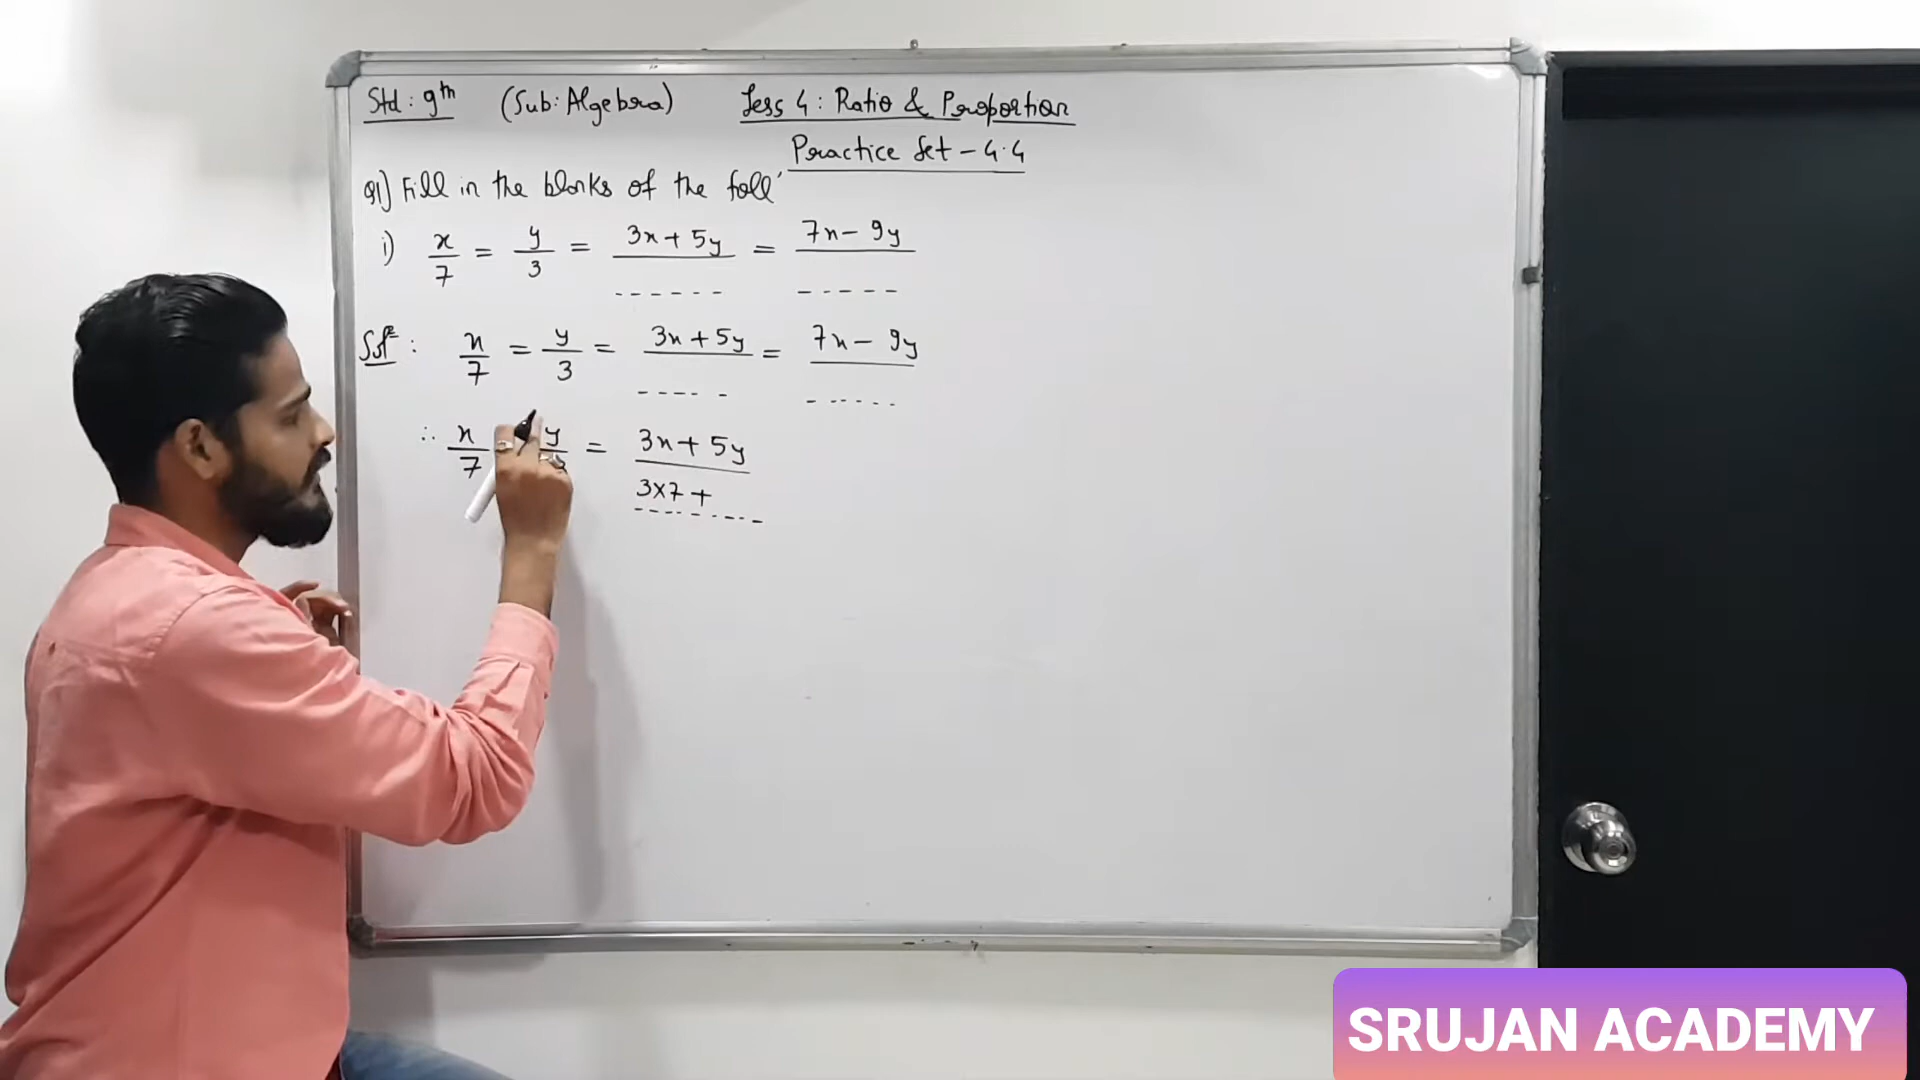 Std : 9th (Sub: Algebra) Less 4 : Ratio & Proportion
Practice Set - 4.4
Q1) Fill in the blanks of the foll'
i) x/7 = y/3 = 3x + 5y/------ = 7x - 9y/-----
Solⁿ : x/7 = y/3 = 3x + 5y/----- = 7x - 9y/------
∴ x/7 y = 3x + 5y/3×7 +
SRUJAN ACADEMY